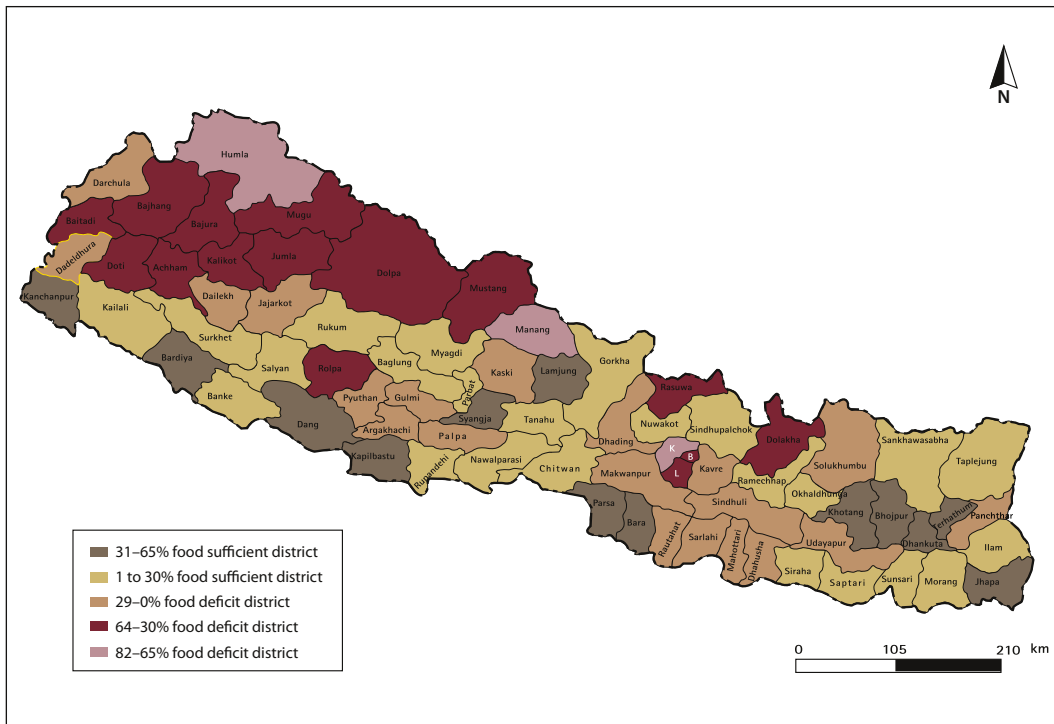 N
Humla
Darchula
Bajhang
Baitadi
Bajura
Mugu
Dadeldhura
Doti
Achham
Kalikot
Jumla
Dolpa
Mustang
Kanchanpur
Kailali
Dailekh
Jajarkot
Rukum
Manang
Surkhet
Bardiya
Salyan
Rolpa
Baglung
Myagdi
Parbat
Kaski
Lamjung
Gorkha
Banke
Dang
Pyuthan
Gulmi
Argakhachi
Syangja
Tanahu
Palpa
Kapilbastu
Rupandehi
Nawalparasi
Chitwan
Dhading
Rasuwa
Nuwakot
Sindhupalchok
Dolakha
K
B
L
Kavre
Makwanpur
Ramechhap
Solukhumbu
Sankhawasabha
Taplejung
Okhaldhunga
Khotang
Bhojpur
Terhathum
Panchthar
Dhankuta
Sindhuli
Parsa
Bara
Rautahat
Sarlahi
Mahottari
Dhahusha
Udayapur
Siraha
Saptari
Sunsari
Morang
Ilam
Jhapa
31–65% food sufficient district
1 to 30% food sufficient district
29–0% food deficit district
64–30% food deficit district
82–65% food deficit district
0 105 210 km